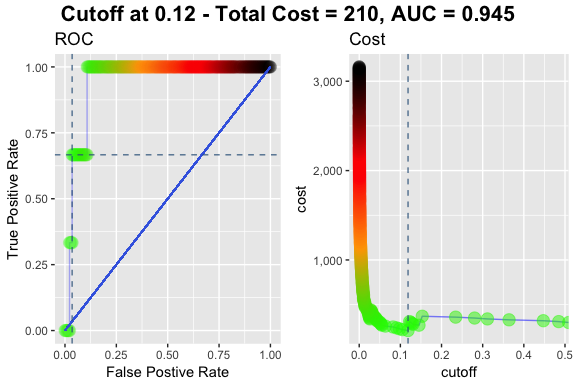 Cutoff at 0.12 - Total Cost = 210, AUC = 0.945
ROC
True Positive Rate
1.00
0.75
0.50
0.25
0.00
0.00 0.25 0.50 0.75 1.00
False Postive Rate
Cost
cost
3,000
2,000
1,000
0.0 0.1 0.2 0.3 0.4 0.5
cutoff